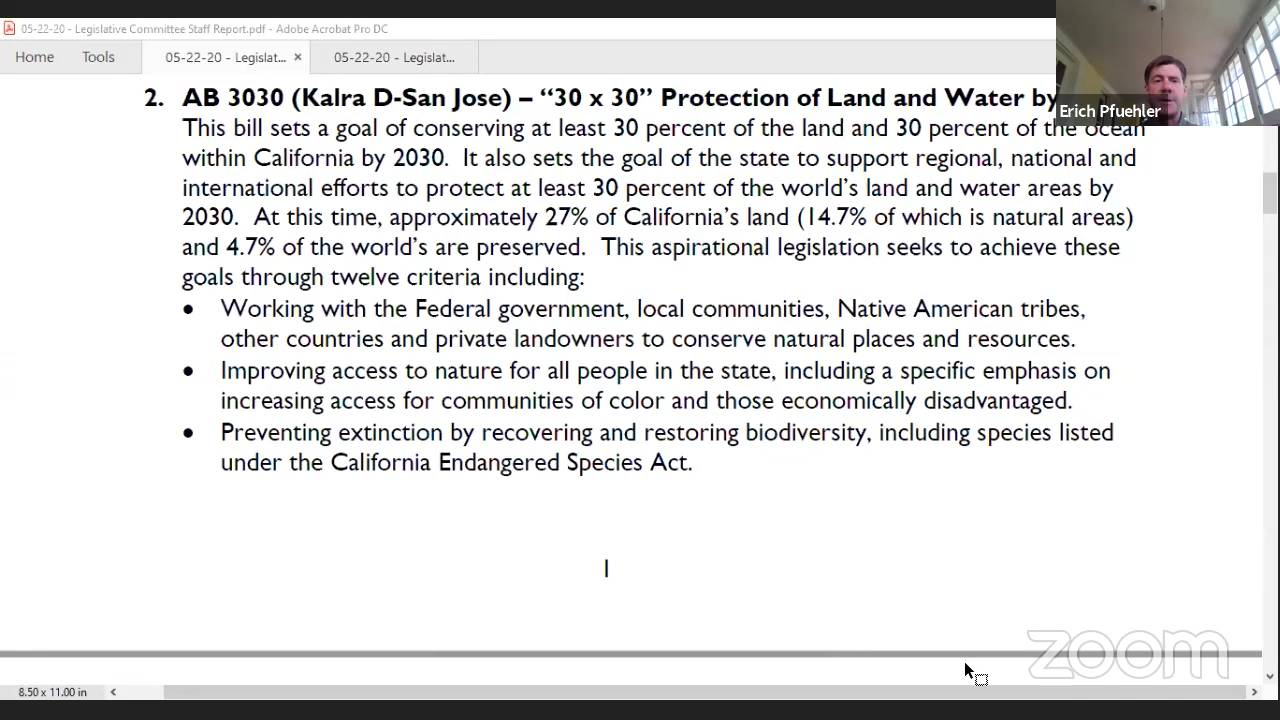 05-22-20 - Legislative Committee Staff Report.pdf - Adobe Acrobat Pro DC
Home Tools 05-22-20 - Legislat... × 05-22-20 - Legislat...
Erich Pfuehler
2. AB 3030 (Kalra D-San Jose) – “30 x 30” Protection of Land and Water by
This bill sets a goal of conserving at least 30 percent of the land and 30 percent of the ocean
within California by 2030. It also sets the goal of the state to support regional, national and
international efforts to protect at least 30 percent of the world’s land and water areas by
2030. At this time, approximately 27% of California’s land (14.7% of which is natural areas)
and 4.7% of the world’s are preserved. This aspirational legislation seeks to achieve these
goals through twelve criteria including:
• Working with the Federal government, local communities, Native American tribes,
other countries and private landowners to conserve natural places and resources.
• Improving access to nature for all people in the state, including a specific emphasis on
increasing access for communities of color and those economically disadvantaged.
• Preventing extinction by recovering and restoring biodiversity, including species listed
under the California Endangered Species Act.
1
zoom
8.50 x 11.00 in